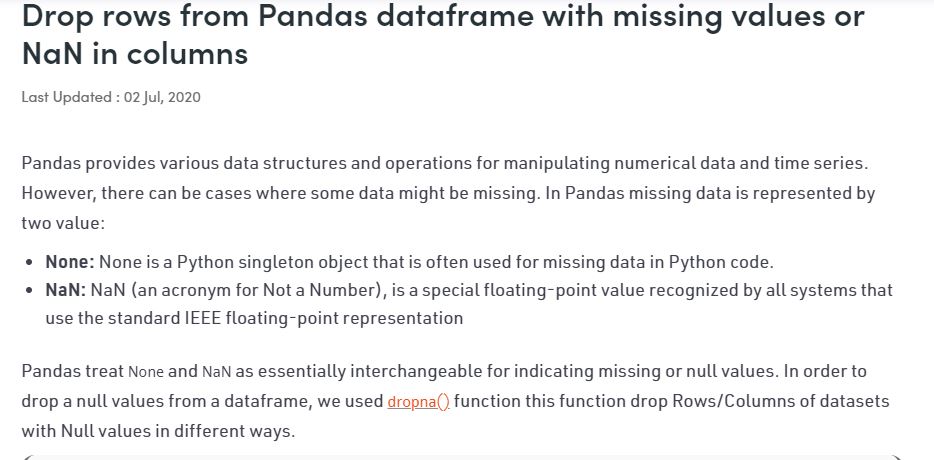 Drop rows from Pandas dataframe with missing values or
NaN in columns
Last Updated : 02 Jul, 2020
Pandas provides various data structures and operations for manipulating numerical data and time series.
However, there can be cases where some data might be missing. In Pandas missing data is represented by
two value:
• None: None is a Python singleton object that is often used for missing data in Python code.
• NaN: NaN (an acronym for Not a Number), is a special floating-point value recognized by all systems that
use the standard IEEE floating-point representation
Pandas treat None and NaN as essentially interchangeable for indicating missing or null values. In order to
drop a null values from a dataframe, we used dropna() function this function drop Rows/Columns of datasets
with Null values in different ways.